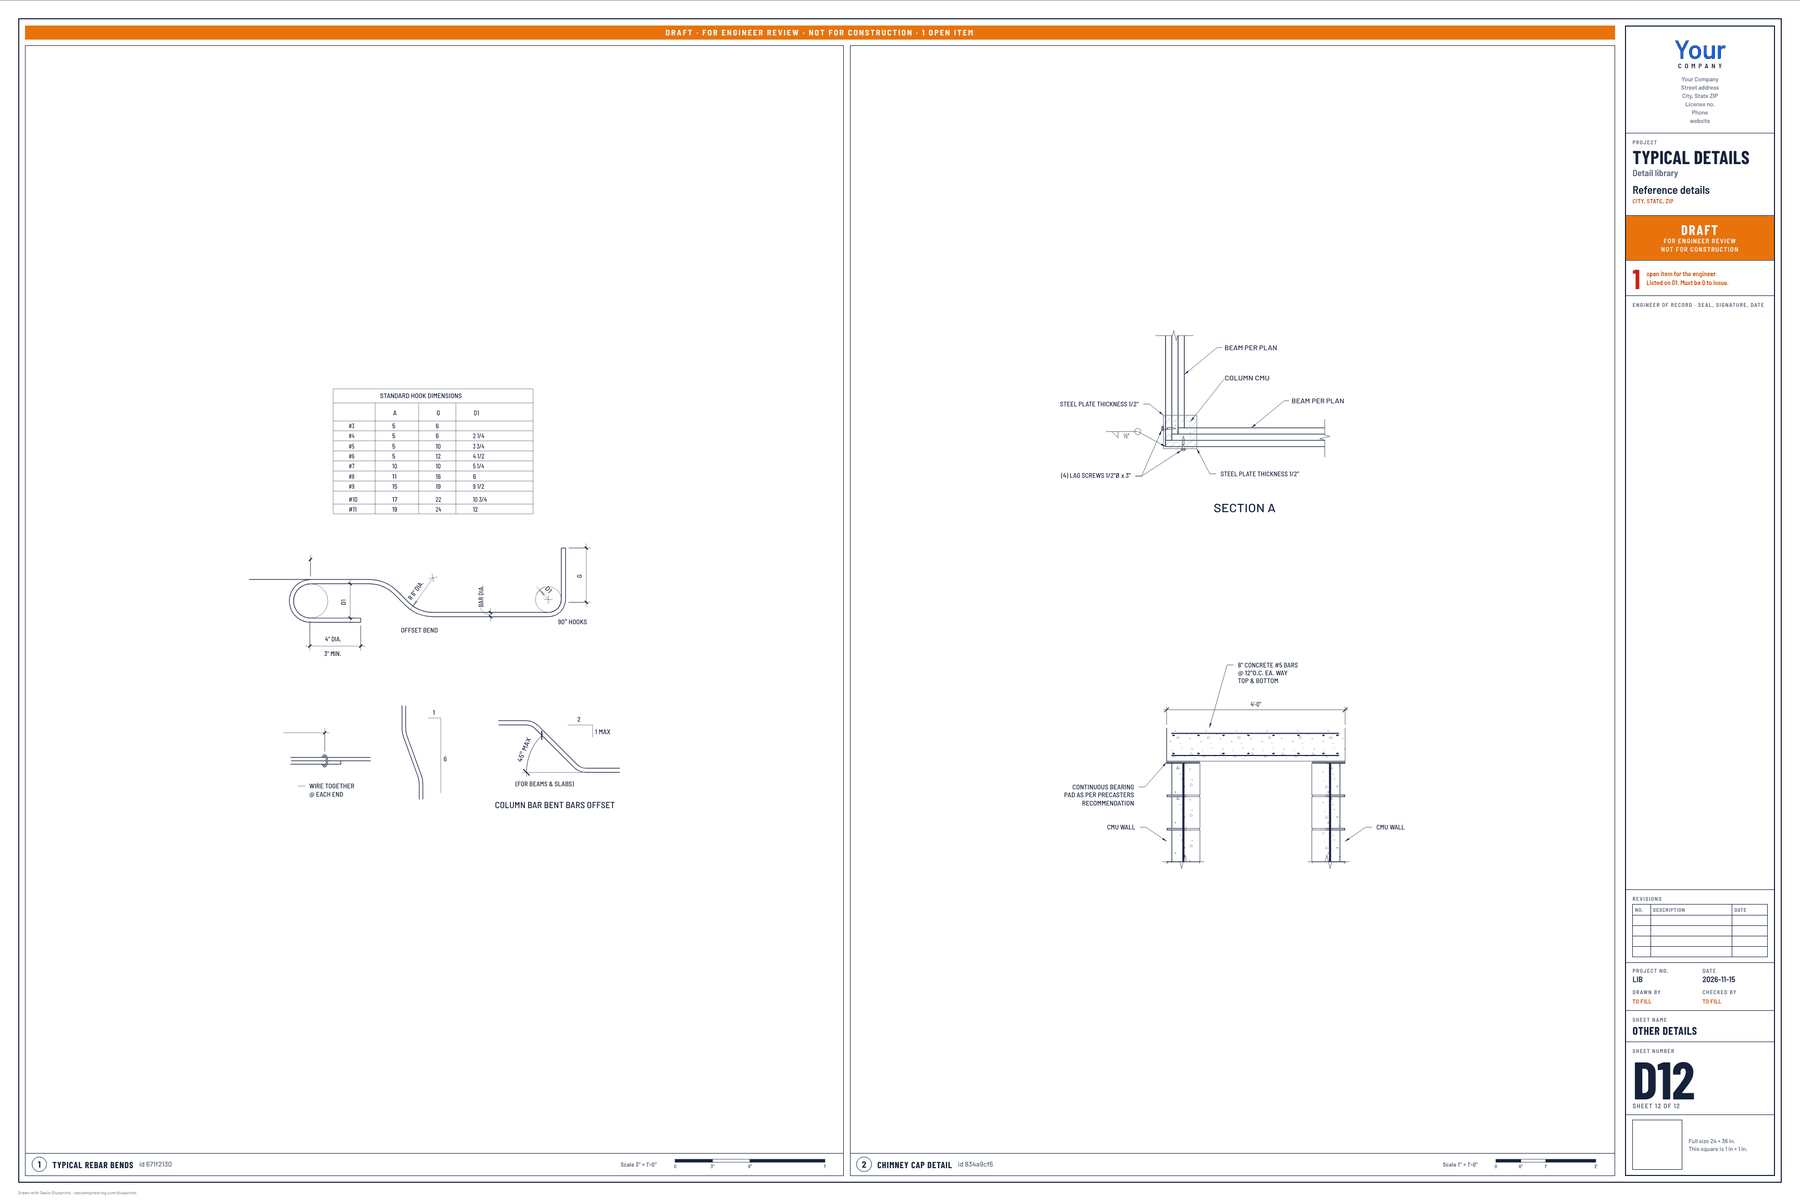 DRAFT · FOR ENGINEER REVIEW · NOT FOR CONSTRUCTION · 1 OPEN ITEM
STANDARD HOOK DIMENSIONS
A G D1
#3 5 6
#4 5 6 2 1/4
#5 5 10 3 3/4
#6 5 12 4 1/2
#7 10 10 5 1/4
#8 11 16 6
#9 15 19 9 1/2
#10 17 22 10 3/4
#11 19 24 12
D1
8 8" DIA.
BAR DIA.
D1
G
OFFSET BEND
90° HOOKS
4" DIA.
3" MIN.
1
6
2
1 MAX
45° MAX
(FOR BEAMS & SLABS)
WIRE TOGETHER
@ EACH END
COLUMN BAR BENT BARS OFFSET
1 TYPICAL REBAR BENDS id 671f2130
Scale 3" = 1'-0"
0 3" 6" 1'
BEAM PER PLAN
COLUMN CMU
BEAM PER PLAN
STEEL PLATE THICKNESS 1/2"
(4) LAG SCREWS 1/2"Ø x 3"
STEEL PLATE THICKNESS 1/2"
SECTION A
8" CONCRETE #5 BARS
@ 12"O.C. EA. WAY
TOP & BOTTOM
4'-0"
CONTINUOUS BEARING
PAD AS PER PRECASTERS
RECOMMENDATION
CMU WALL
CMU WALL
2 CHIMNEY CAP DETAIL id 834a9cf6
Scale 1" = 1'-0"
0 6" 1' 2'
Your
COMPANY
Your Company
Street address
City, State ZIP
License no.
Phone
website
PROJECT
TYPICAL DETAILS
Detail library
Reference details
CITY, STATE, ZIP
DRAFT
FOR ENGINEER REVIEW
NOT FOR CONSTRUCTION
1 open item for the engineer.
Listed on D1. Must be 0 to issue.
ENGINEER OF RECORD · SEAL, SIGNATURE, DATE
REVISIONS
NO. DESCRIPTION DATE
PROJECT NO. DATE
LIB 2026-11-15
DRAWN BY CHECKED BY
TO FILL TO FILL
SHEET NAME
OTHER DETAILS
SHEET NUMBER
D12
SHEET 12 OF 12
Full size 24 × 36 in.
This square is 1 in × 1 in.